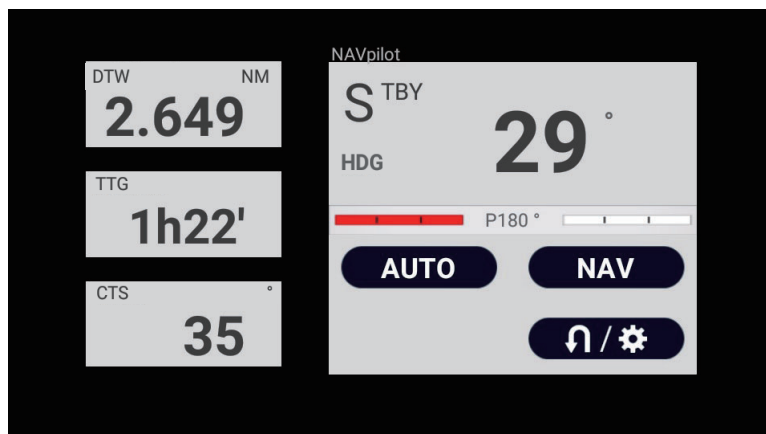 DTW NM
2.649
TTG
1h22'
CTS °
35
NAVpilot
S TBY
29°
HDG
P180 °
AUTO
NAV
/